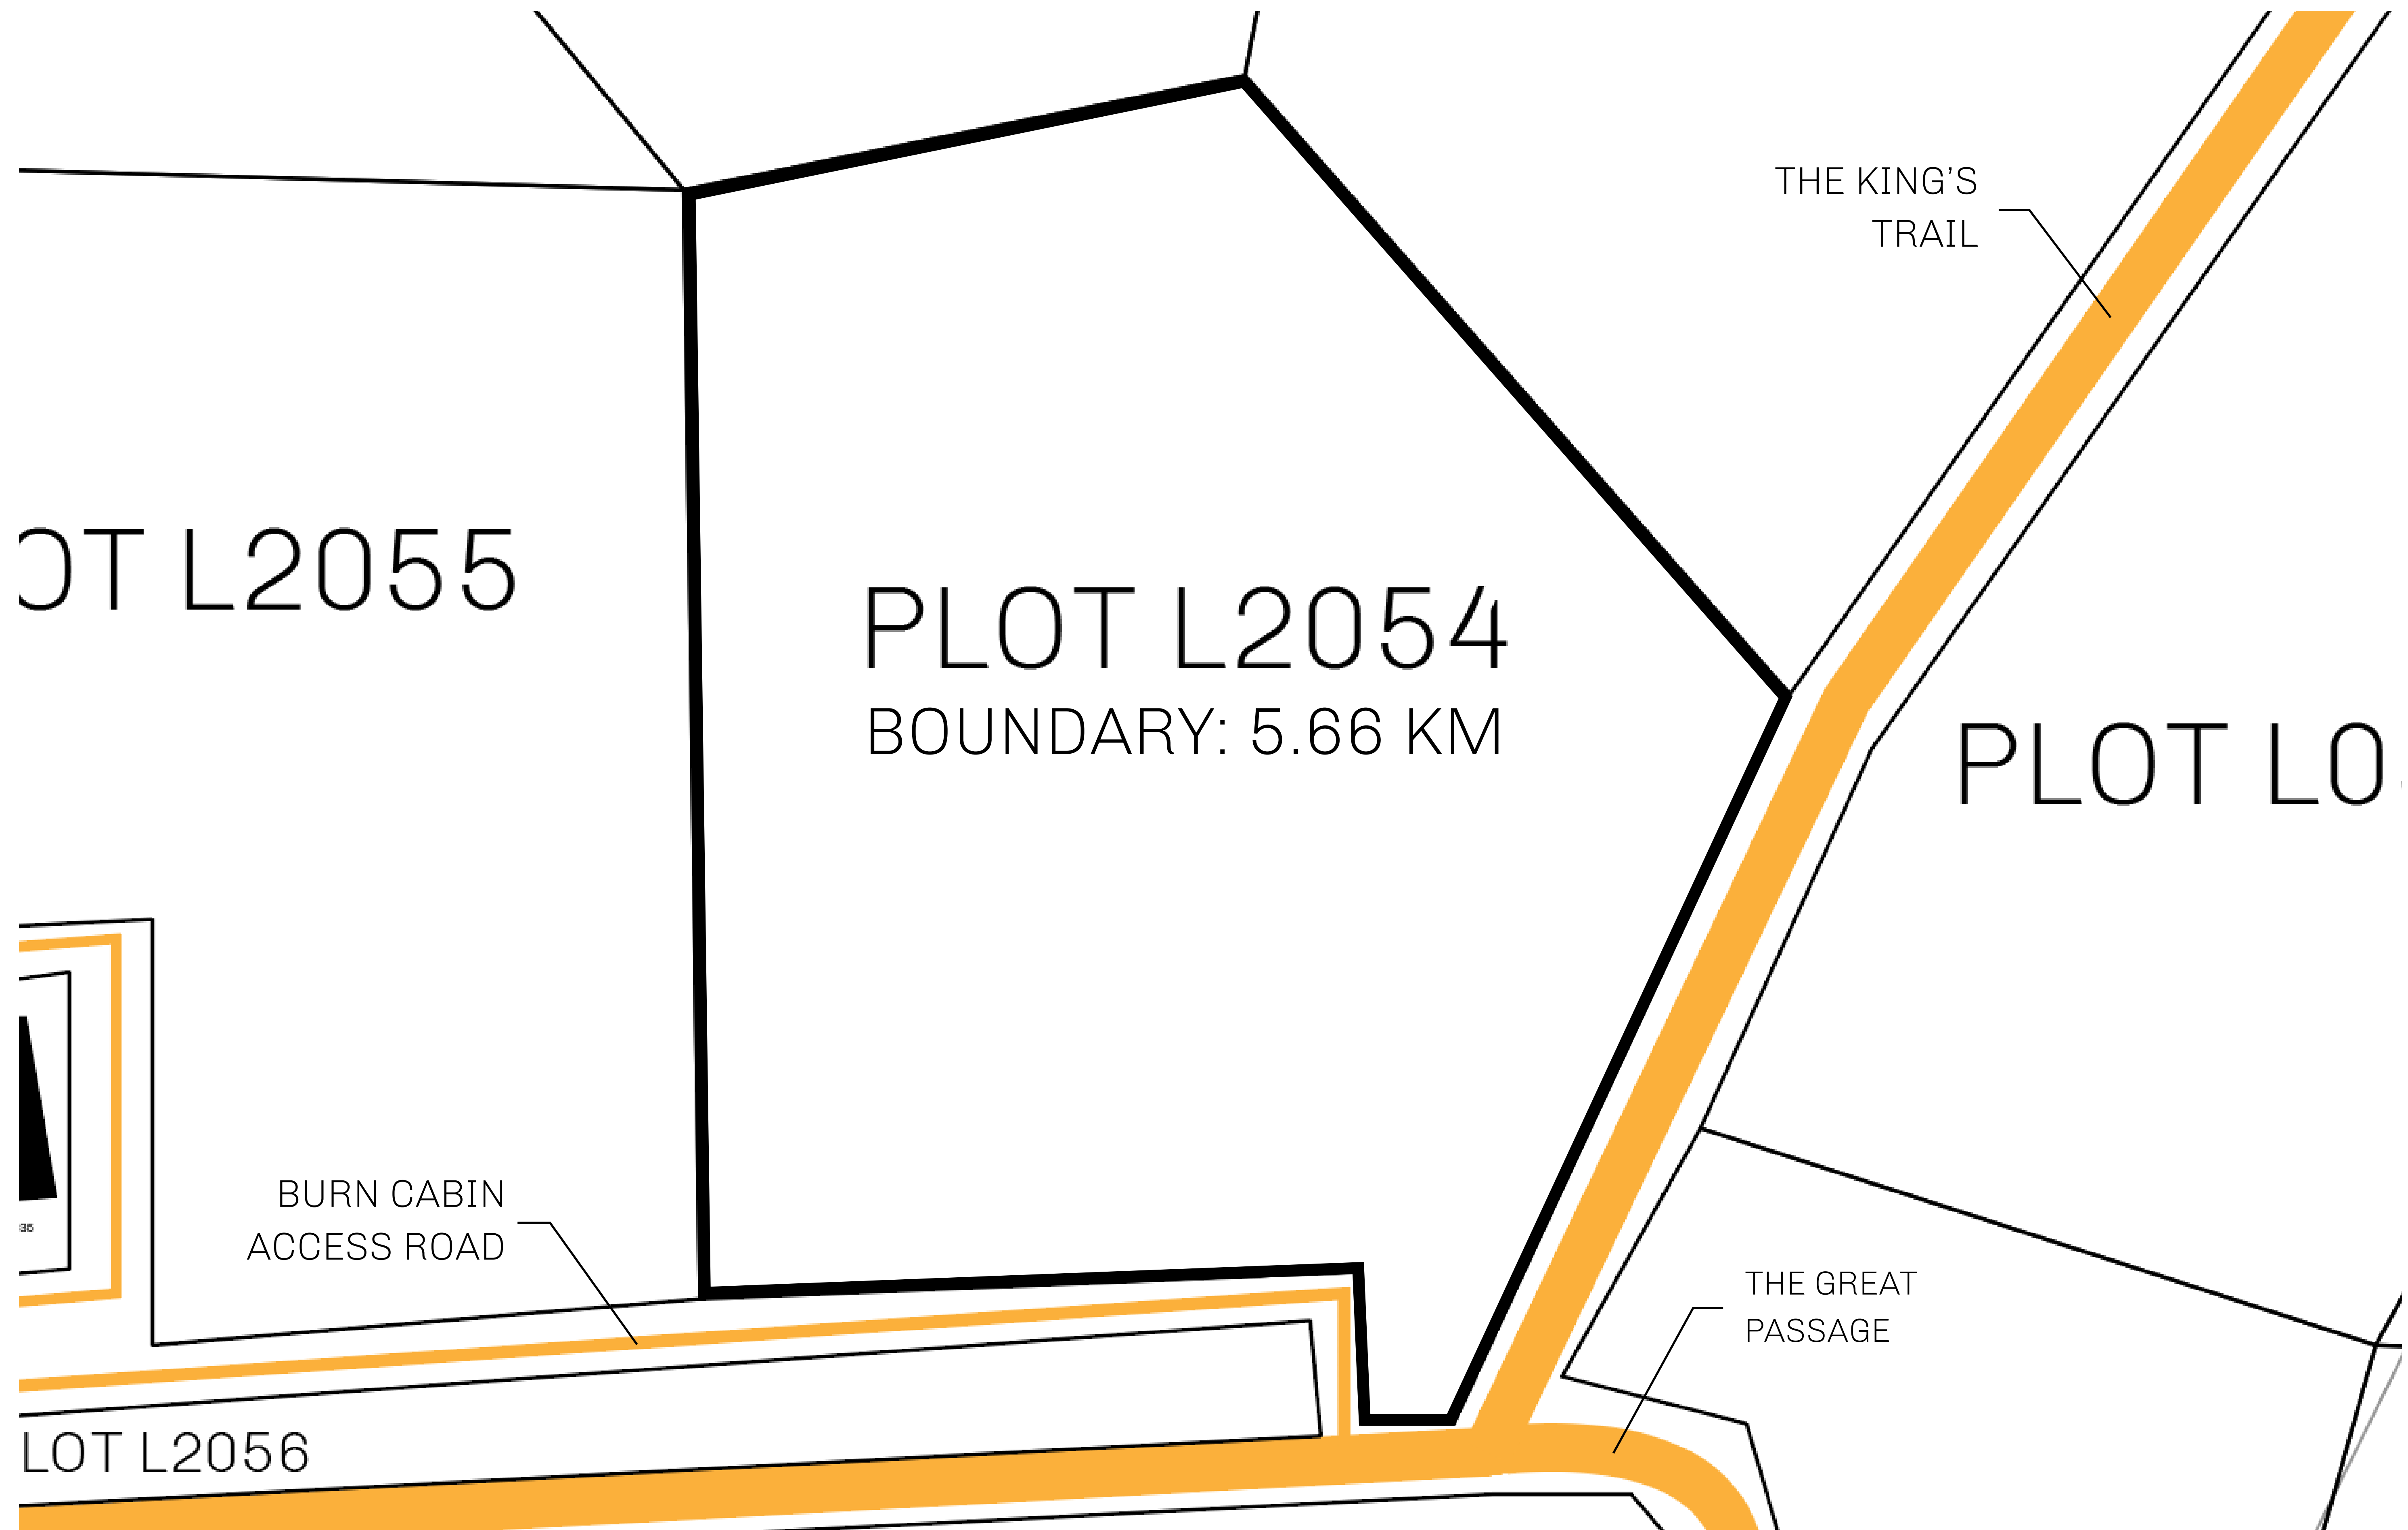 THE KING'S
TRAIL
OT L2055
PLOT L2054
BOUNDARY: 5.66 KM
PLOT L0
BURN CABIN
ACCESS ROAD
THE GREAT
PASSAGE
LOT L2056